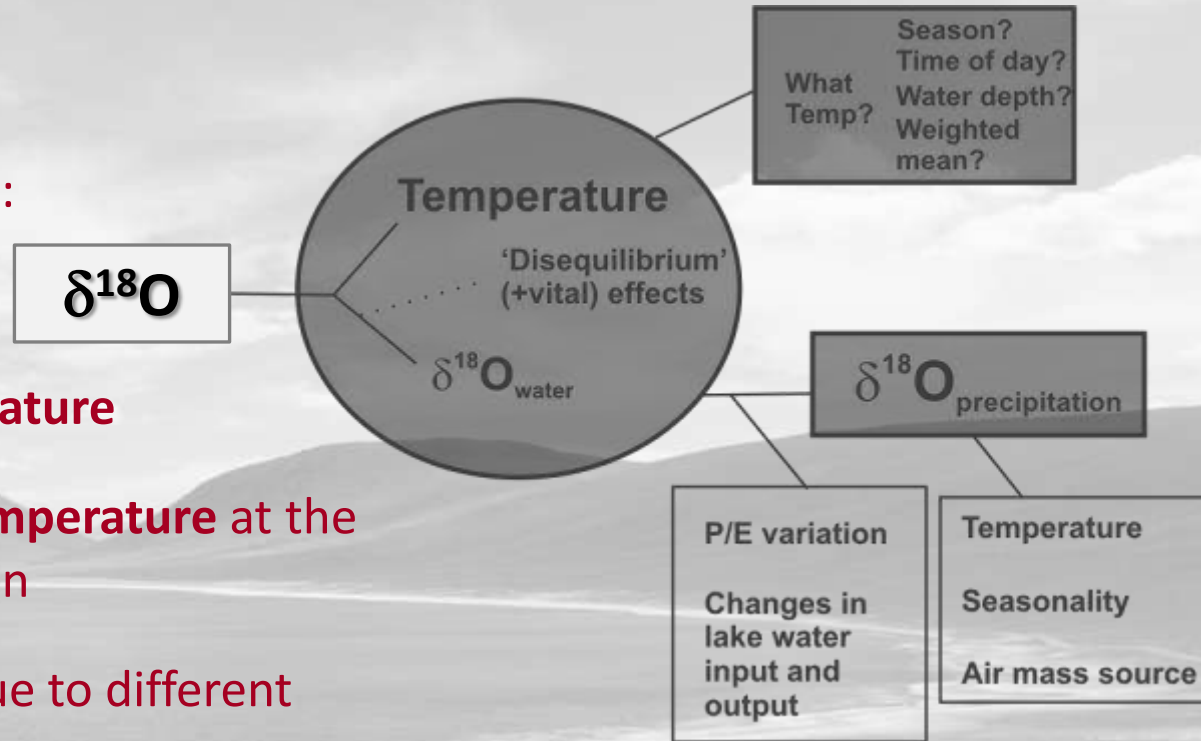 :
δ¹⁸O
ature
mperature at the
n
ue to different
Temperature
'Disequilibrium'
(+vital) effects
δ¹⁸Owater
What
Temp?
Season?
Time of day?
Water depth?
Weighted
mean?
δ¹⁸Oprecipitation
P/E variation
Changes in
lake water
input and
output
Temperature
Seasonality
Air mass source